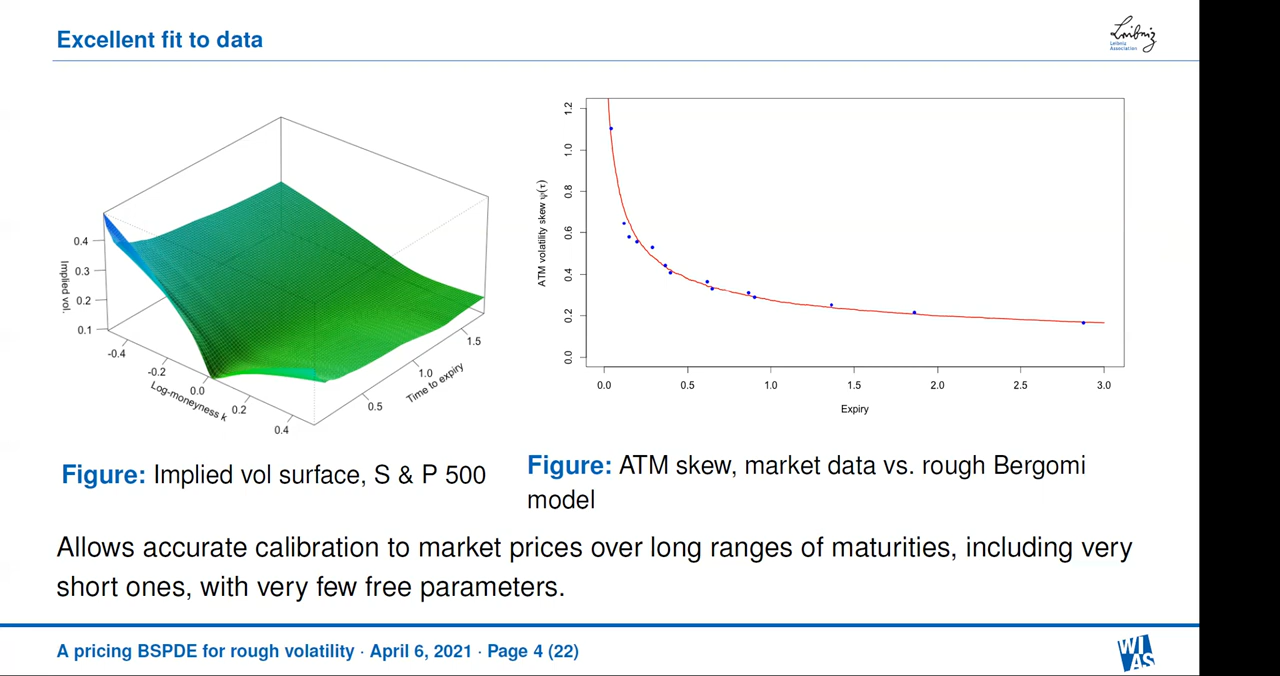 Excellent fit to data
Leibniz
Leibniz
Association
0.4
0.3
0.2
0.1
Implied vol.
-0.4
-0.2
0.0
0.2
0.4
Log-moneyness k
0.5
1.0
1.5
Time to expiry
1.2
1.0
0.8
0.6
0.4
0.2
0.0
ATM volatility skew ψ(τ)
0.0 0.5 1.0 1.5 2.0 2.5 3.0
Expiry
Figure: Implied vol surface, S & P 500
Figure: ATM skew, market data vs. rough Bergomi
model
Allows accurate calibration to market prices over long ranges of maturities, including very
short ones, with very few free parameters.
A pricing BSPDE for rough volatility · April 6, 2021 · Page 4 (22)
WI
AS